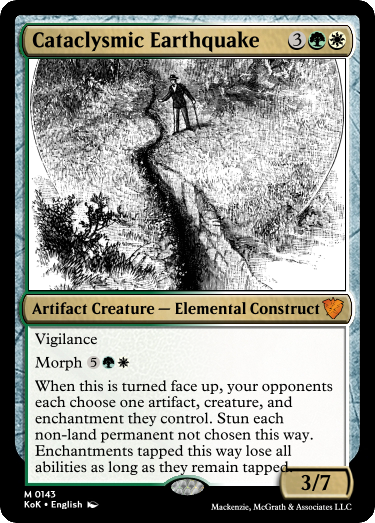 Cataclysmic Earthquake 3
Artifact Creature — Elemental Construct
Vigilance
Morph 5
When this is turned face up, your opponents
each choose one artifact, creature, and
enchantment they control. Stun each
non-land permanent not chosen this way.
Enchantments tapped this way lose all
abilities as long as they remain tapped.
3/7
M 0143
KoK • English
Mackenzie, McGrath & Associates LLC